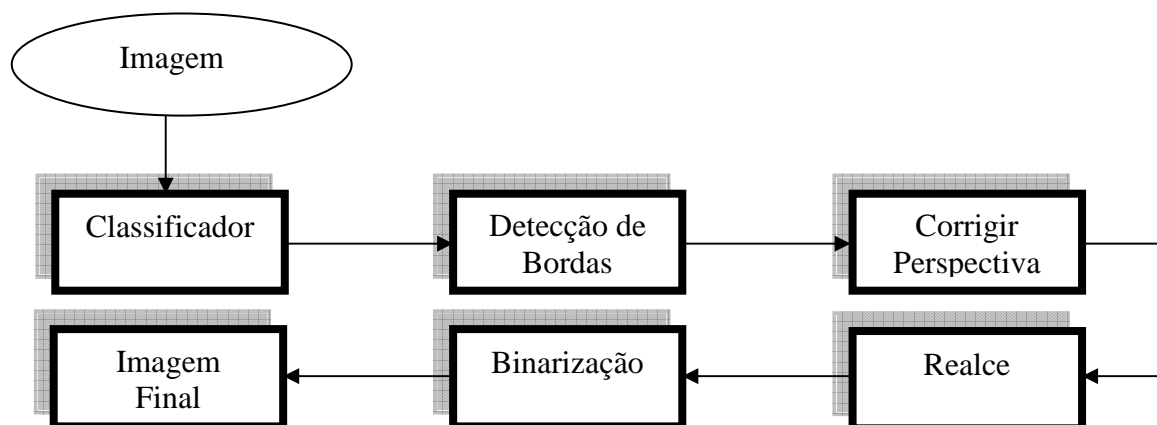 Imagem
Classificador
Detecção de
Bordas
Corrigir
Perspectiva
Imagem
Final
Binarização
Realce